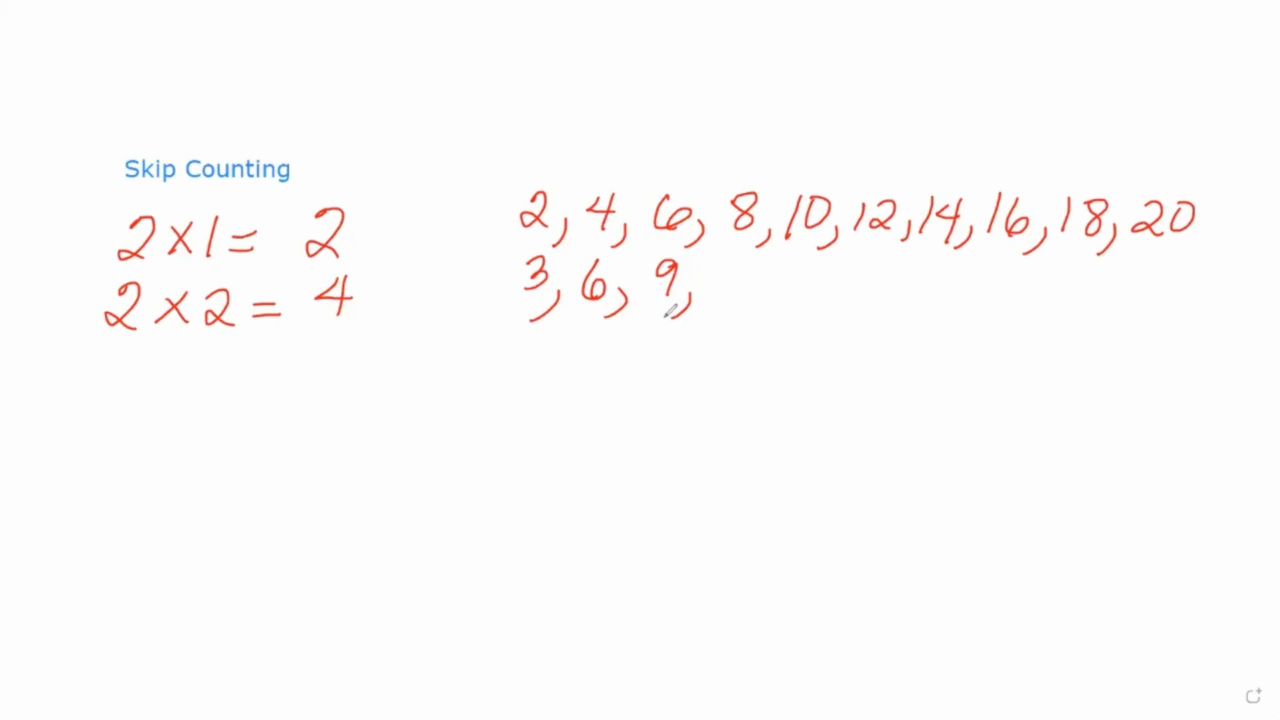 Skip Counting
2×1= 2
2, 4, 6, 8, 10, 12, 14, 16, 18, 20
2×2= 4
3, 6, 9,